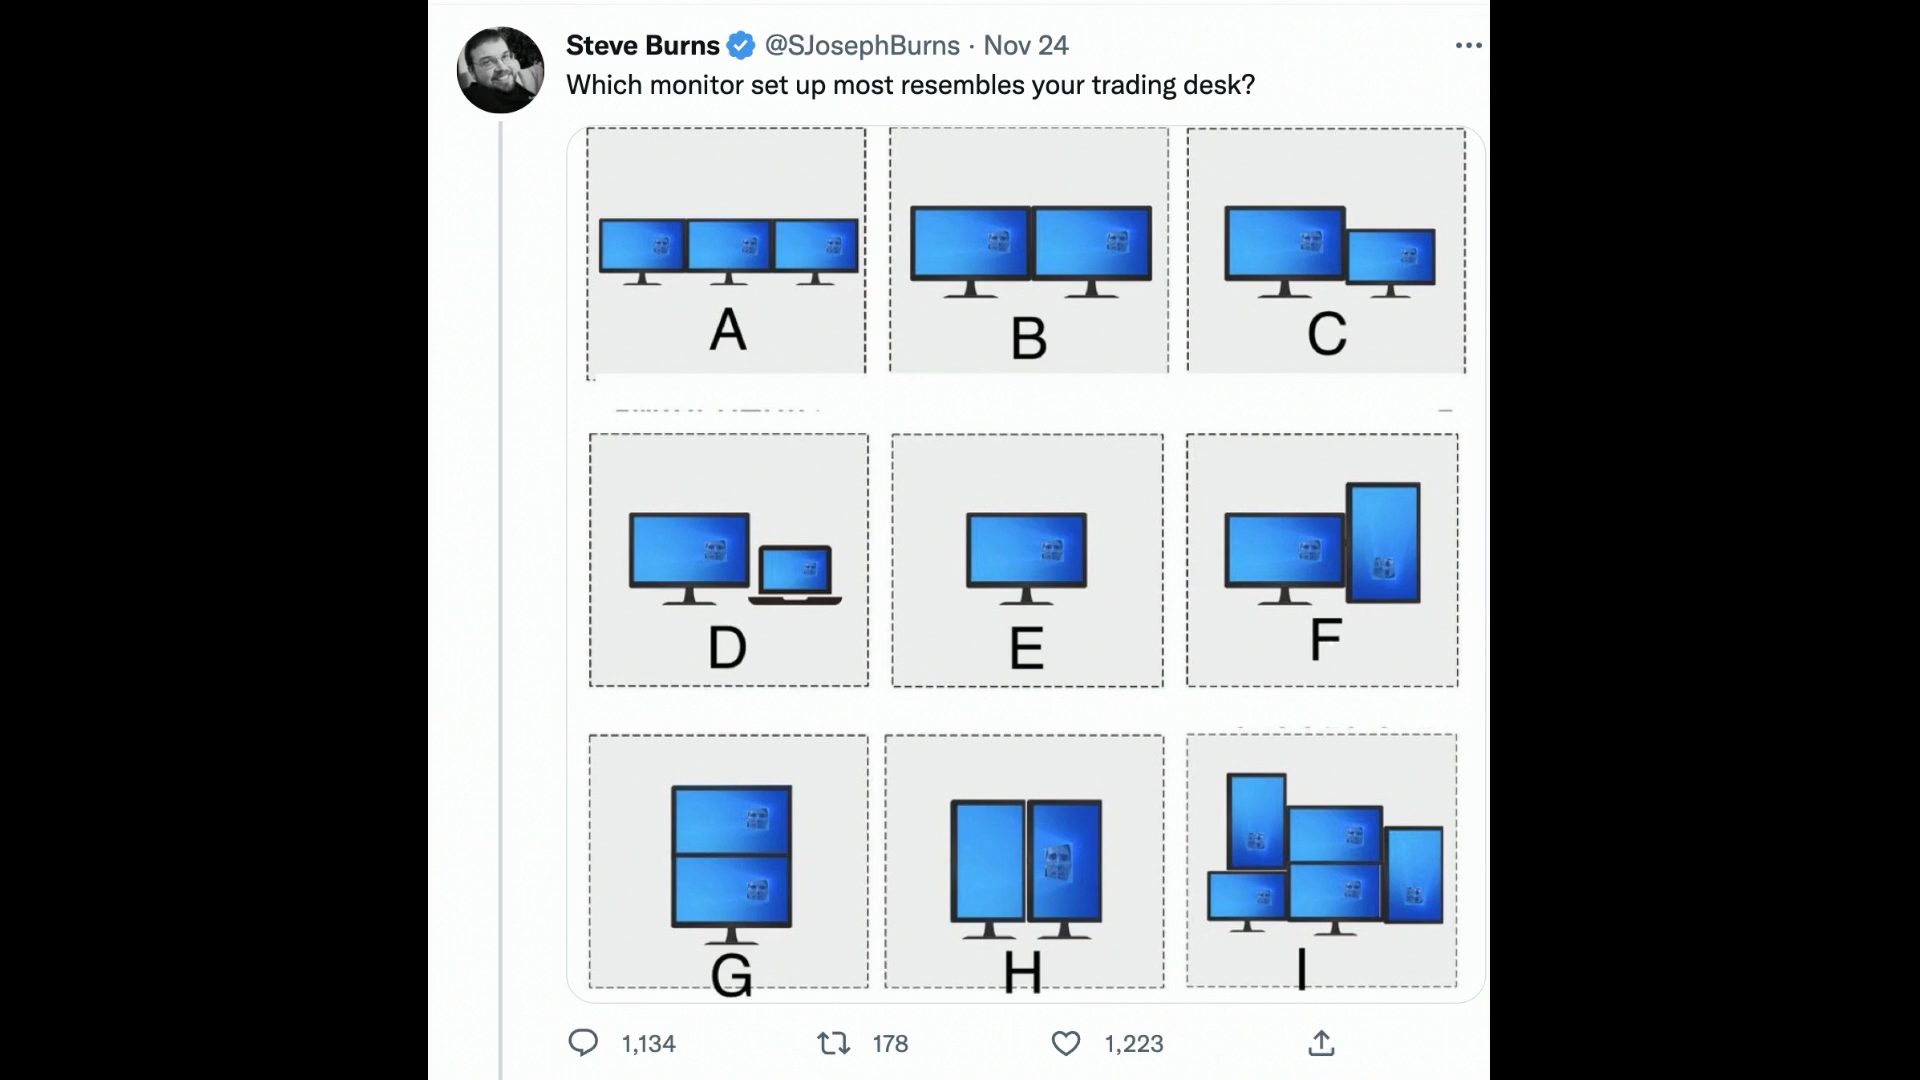 Steve Burns @SJosephBurns · Nov 24
Which monitor set up most resembles your trading desk?
A B C
D E F
G H I
1,134 178 1,223